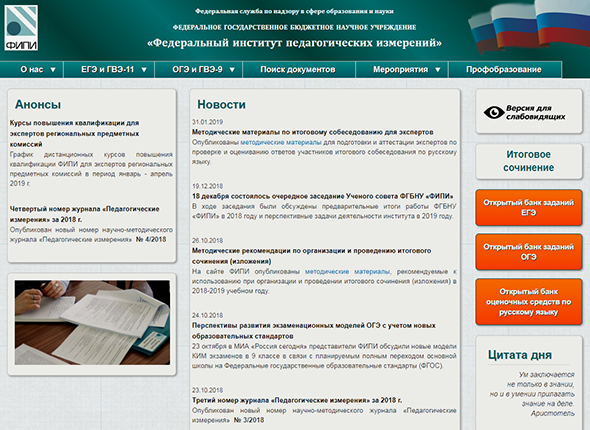 Федеральная служба по надзору в сфере образования и науки
ФЕДЕРАЛЬНОЕ ГОСУДАРСТВЕННОЕ БЮДЖЕТНОЕ НАУЧНОЕ УЧРЕЖДЕНИЕ
«Федеральный институт педагогических измерений»
ФИПИ
О нас ЕГЭ и ГВЭ-11 ОГЭ и ГВЭ-9 Поиск документов Мероприятия Профобразование
Анонсы
Курсы повышения квалификации для
экспертов региональных предметных
комиссий
График дистанционных курсов повышения
квалификации ФИПИ для экспертов региональных
предметных комиссий в период январь - апрель
2019 г.
Четвертый номер журнала «Педагогические
измерения» за 2018 г.
Опубликован новый номер научно-методического
журнала «Педагогические измерения» № 4/2018
Новости
31.01.2019
Методические материалы по итоговому собеседованию для экспертов
Опубликованы методические материалы для подготовки и аттестации экспертов по
проверке и оцениванию ответов участников итогового собеседования по русскому
языку.
19.12.2018
18 декабря состоялось очередное заседание Ученого совета ФГБНУ «ФИПИ»
В ходе заседания были обсуждены предварительные итоги работы ФГБНУ
«ФИПИ» в 2018 году и перспективные задачи деятельности института в 2019 году.
26.10.2018
Методические рекомендации по организации и проведению итогового
сочинения (изложения)
На сайте ФИПИ опубликованы методические материалы, рекомендуемые к
использованию при организации и проведении итогового сочинения (изложения) в
2018-2019 учебном году.
24.10.2018
Перспективы развития экзаменационных моделей ОГЭ с учетом новых
образовательных стандартов
23 октября в МИА «Россия сегодня» представители ФИПИ обсудили новые модели
КИМ экзаменов в 9 классе в связи с планируемым полным переходом основной
школы на Федеральные государственные образовательные стандарты (ФГОС).
23.10.2018
Третий номер журнала «Педагогические измерения» за 2018 г.
Опубликован новый номер научно-методического журнала «Педагогические
измерения» № 3/2018
Версия для
слабовидящих
Итоговое
сочинение
Открытый банк заданий
ЕГЭ
Открытый банк заданий
ОГЭ
Открытый банк
оценочных средств по
русскому языку
Цитата дня
Ум заключается
не только в знании,
но и в умении прилагать
знание на деле.
Аристотель